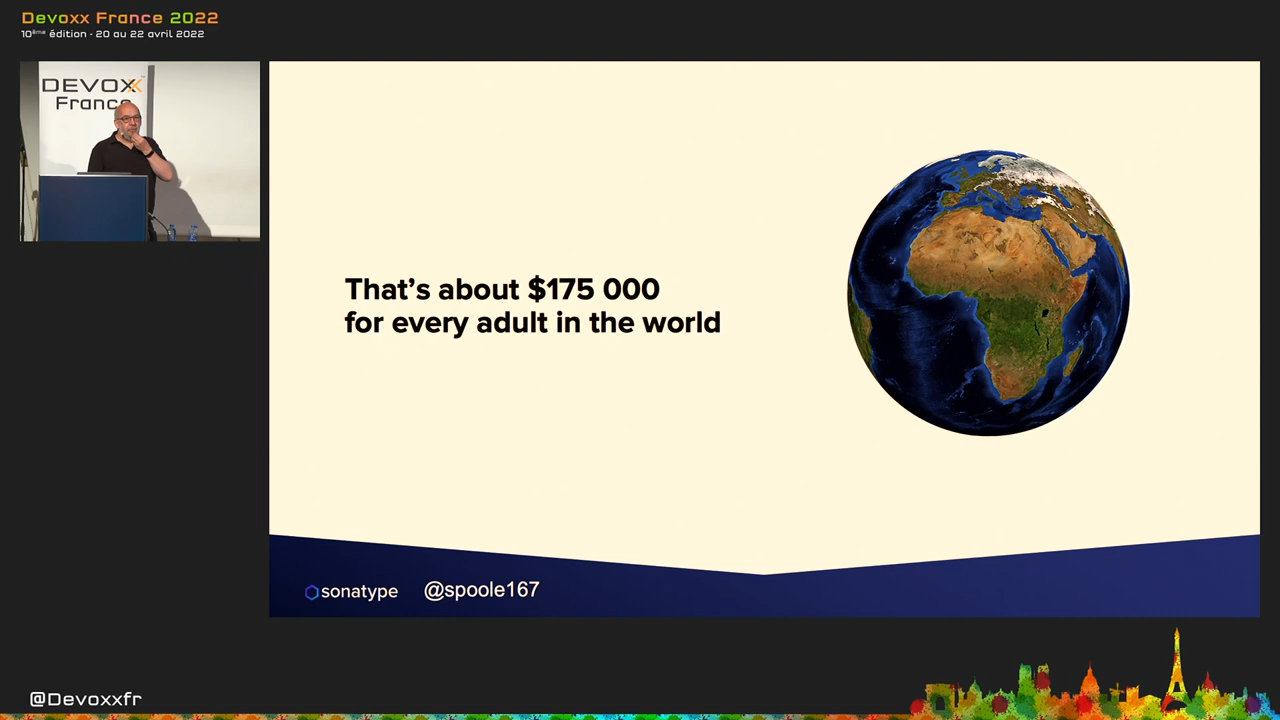 Devoxx France 2022
10ème édition - 20 au 22 avril 2022
DEVOXX
France
That's about $175 000
for every adult in the world
sonatype @spoole167
@Devoxxfr